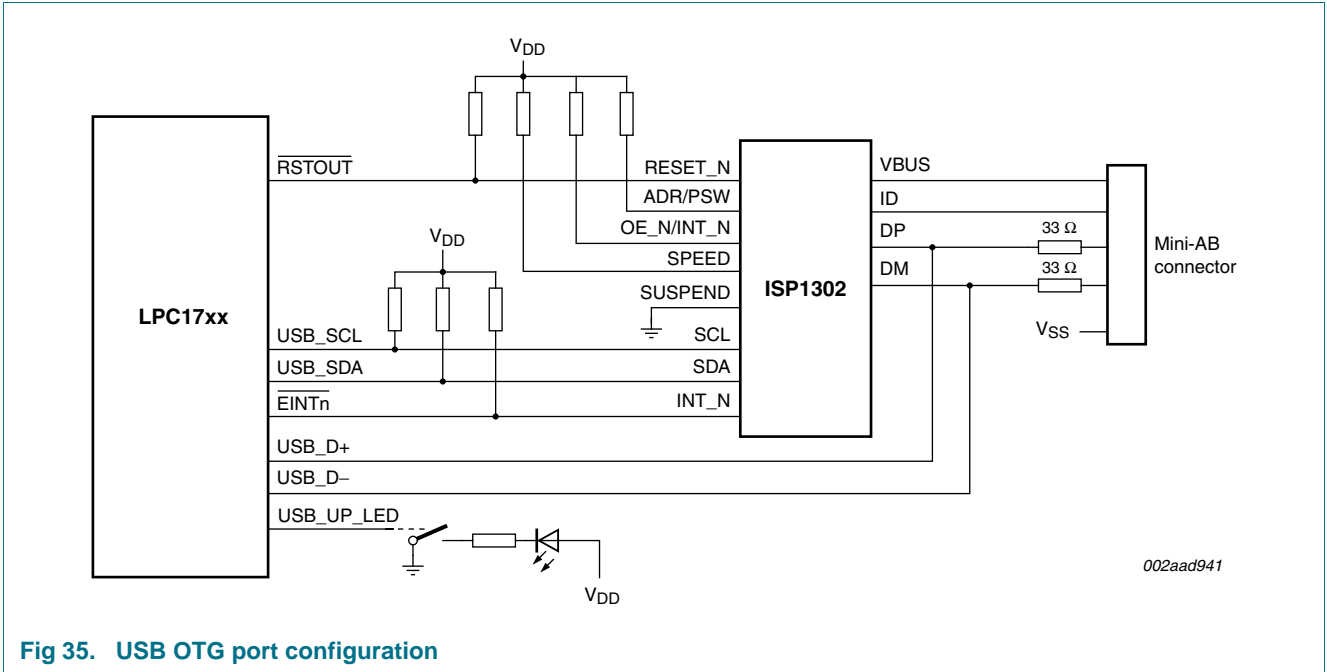 VDD
RSTOUT
RESET_N
VBUS
ADR/PSW
ID
OE_N/INT_N
DP
33 Ω
Mini-AB
connector
VDD
SPEED
DM
33 Ω
SUSPEND
ISP1302
LPC17xx
VSS
USB_SCL
SCL
USB_SDA
SDA
EINTn
INT_N
USB_D+
USB_D−
USB_UP_LED
VDD
002aad941
Fig 35. USB OTG port configuration